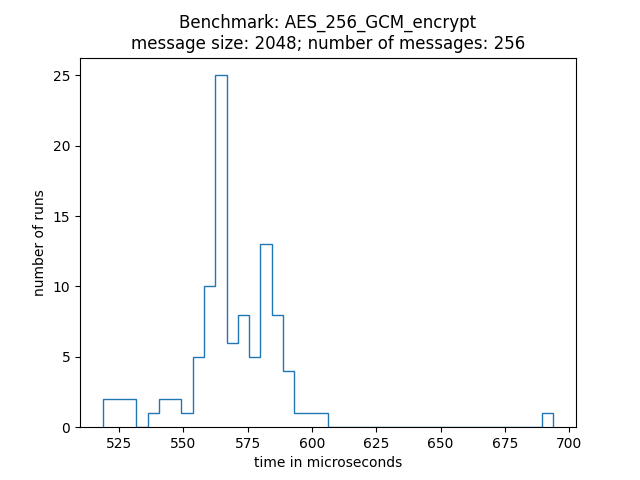 Benchmark: AES_256_GCM_encrypt
message size: 2048; number of messages: 256
number of runs
25
20
15
10
5
0
525 550 575 600 625 650 675 700
time in microseconds